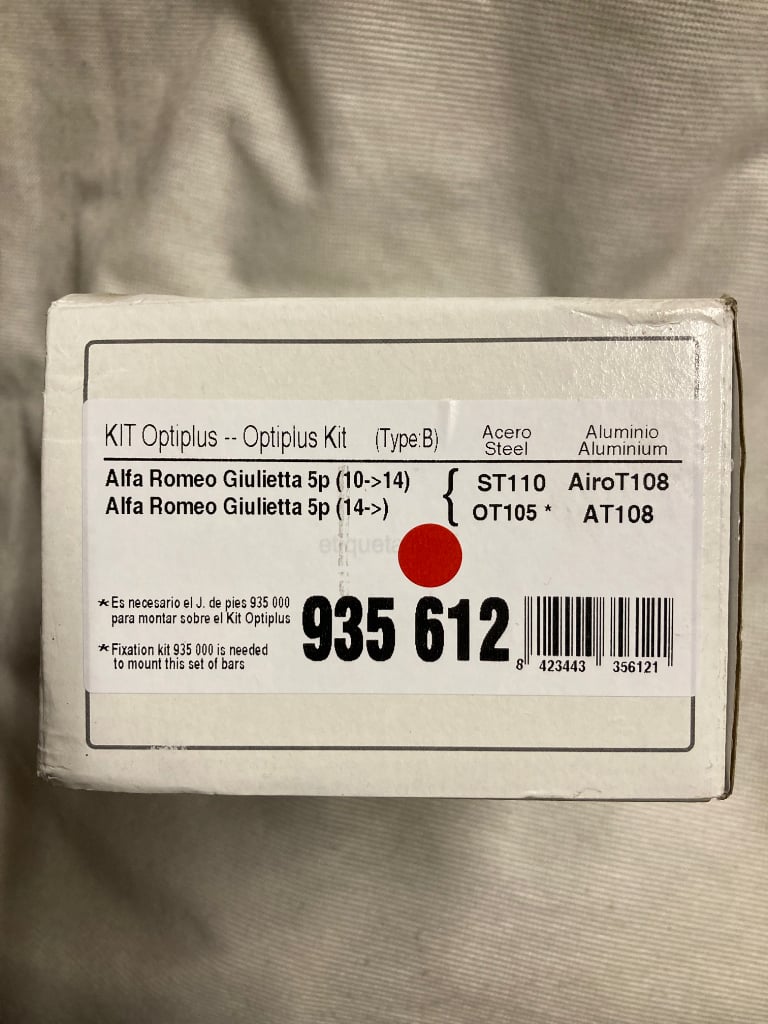 KIT Optiplus -- Optiplus Kit (Type:B) Acero Steel Aluminio Aluminium
Alfa Romeo Giulietta 5p (10->14) { ST110 AiroT108
Alfa Romeo Giulietta 5p (14->) OT105 * AT108
etiqueta
*Es necesario el J. de pies 935 000
para montar sobre el Kit Optiplus
*Fixation kit 935 000 is needed
to mount this set of bars
935 612
8 423443 356121